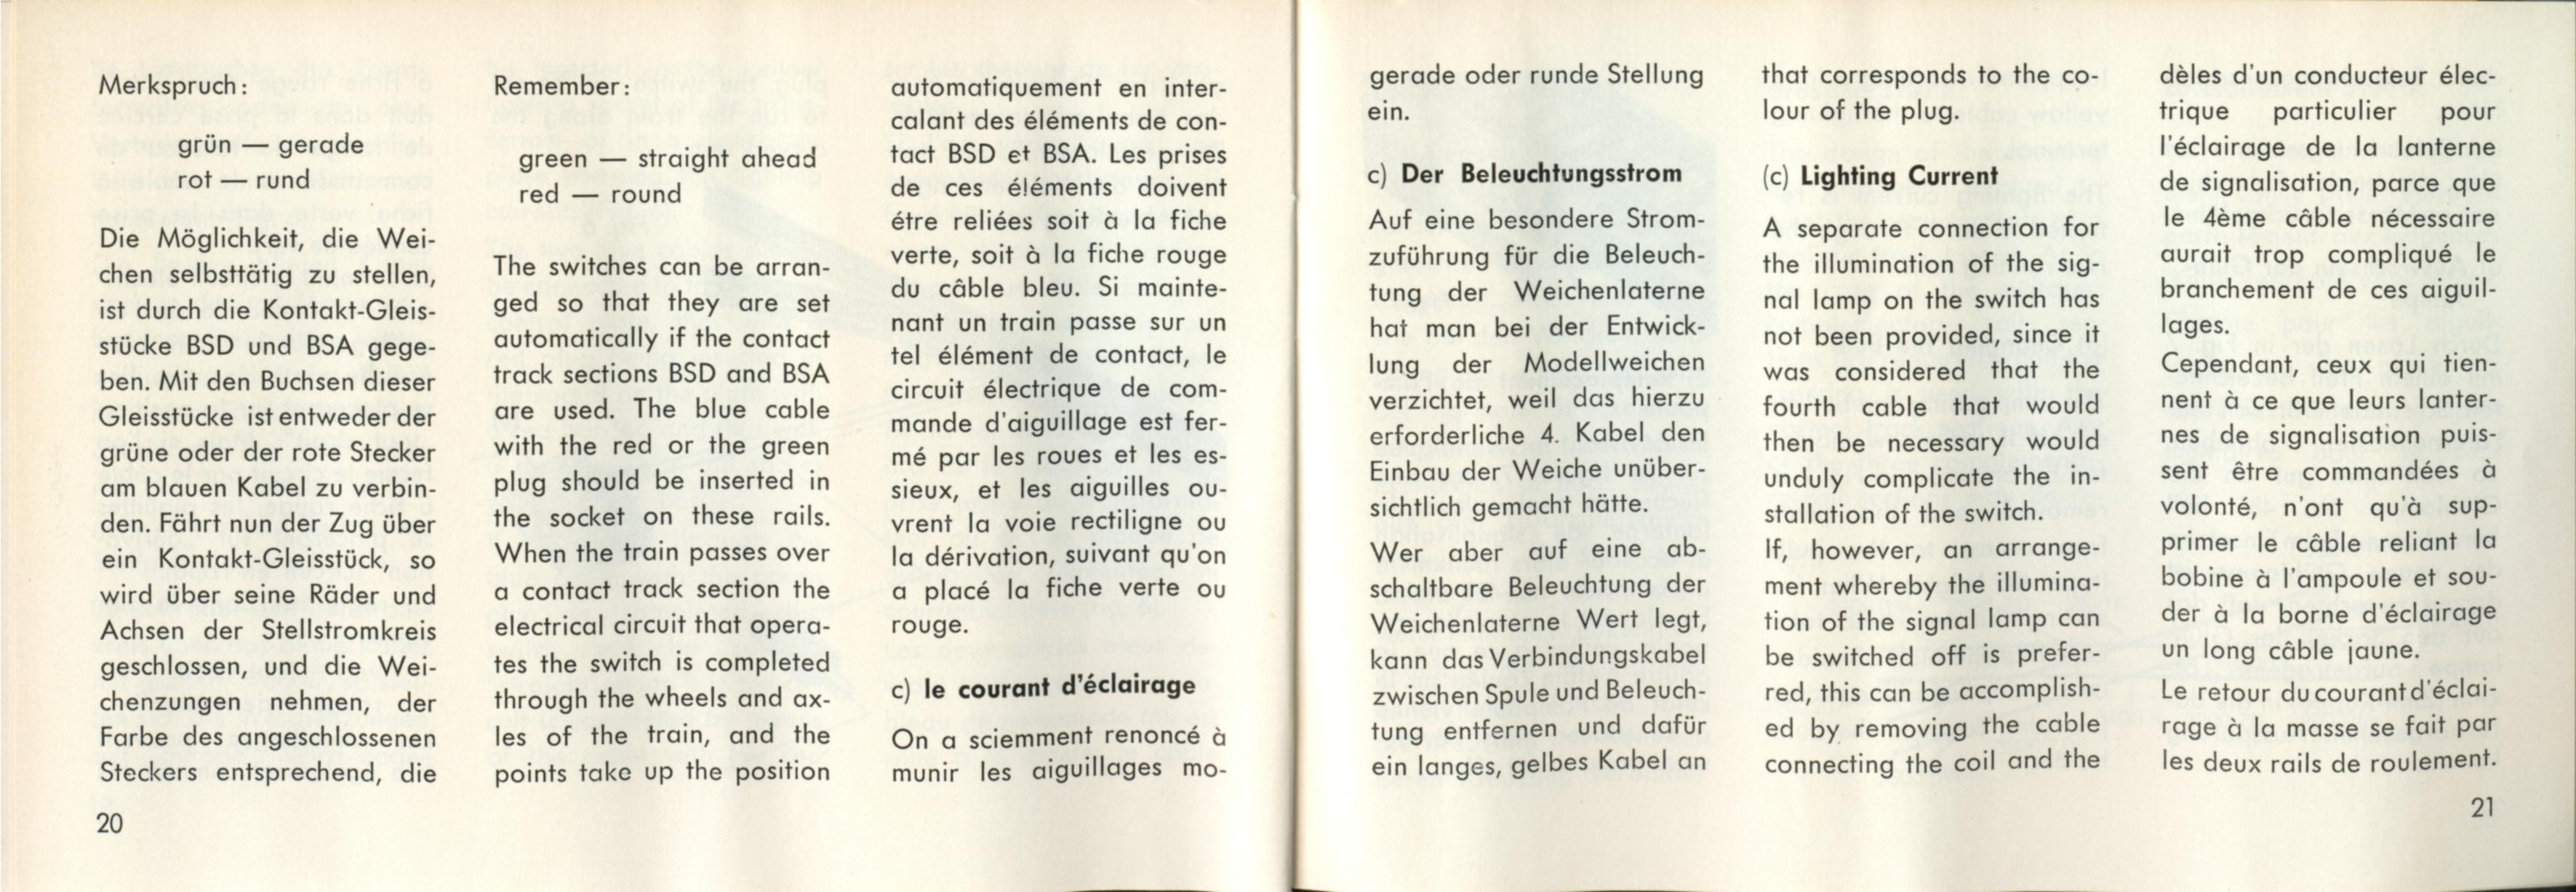 Merkspruch:
grün — gerade
rot — rund
Die Möglichkeit, die Wei-
chen selbsttätig zu stellen,
ist durch die Kontakt-Gleis-
stücke BSD und BSA gege-
ben. Mit den Buchsen dieser
Gleisstücke ist entweder der
grüne oder der rote Stecker
am blauen Kabel zu verbin-
den. Fährt nun der Zug über
ein Kontakt-Gleisstück, so
wird über seine Räder und
Achsen der Stellstromkreis
geschlossen, und die Wei-
chenzungen nehmen, der
Farbe des angeschlossenen
Steckers entsprechend, die
20
Remember:
green — straight ahead
red — round
The switches can be arran-
ged so that they are set
automatically if the contact
track sections BSD and BSA
are used. The blue cable
with the red or the green
plug should be inserted in
the socket on these rails.
When the train passes over
a contact track section the
electrical circuit that opera-
tes the switch is completed
through the wheels and ax-
les of the train, and the
points take up the position
automatiquement en inter-
calant des éléments de con-
tact BSD et BSA. Les prises
de ces éléments doivent
étre reliées soit à la fiche
verte, soit à la fiche rouge
du câble bleu. Si mainte-
nant un train passe sur un
tel élément de contact, le
circuit électrique de com-
mande d'aiguillage est fer-
mé par les roues et les es-
sieux, et les aiguilles ou-
vrent la voie rectiligne ou
la dérivation, suivant qu'on
a placé la fiche verte ou
rouge.
c) le courant d'éclairage
On a sciemment renoncé à
munir les aiguillages mo-
gerade oder runde Stellung
ein.
c) Der Beleuchtungsstrom
Auf eine besondere Strom-
zuführung für die Beleuch-
tung der Weichenlaterne
hat man bei der Entwick-
lung der Modellweichen
verzichtet, weil das hierzu
erforderliche 4. Kabel den
Einbau der Weiche unüber-
sichtlich gemacht hätte.
Wer aber auf eine ab-
schaltbare Beleuchtung der
Weichenlaterne Wert legt,
kann das Verbindungskabel
zwischen Spule und Beleuch-
tung entfernen und dafür
ein langes, gelbes Kabel an
that corresponds to the co-
lour of the plug.
(c) Lighting Current
A separate connection for
the illumination of the sig-
nal lamp on the switch has
not been provided, since it
was considered that the
fourth cable that would
then be necessary would
unduly complicate the in-
stallation of the switch.
If, however, an arrange-
ment whereby the illumina-
tion of the signal lamp can
be switched off is prefer-
red, this can be accomplish-
ed by removing the cable
connecting the coil and the
dèles d'un conducteur élec-
trique particulier pour
l'éclairage de la lanterne
de signalisation, parce que
le 4ème câble nécessaire
aurait trop compliqué le
branchement de ces aiguil-
lages.
Cependant, ceux qui tien-
nent à ce que leurs lanter-
nes de signalisation puis-
sent être commandées à
volonté, n'ont qu'à sup-
primer le câble reliant la
bobine à l'ampoule et sou-
der à la borne d'éclairage
un long câble jaune.
Le retour du courant d'éclai-
rage à la masse se fait par
les deux rails de roulement.
21